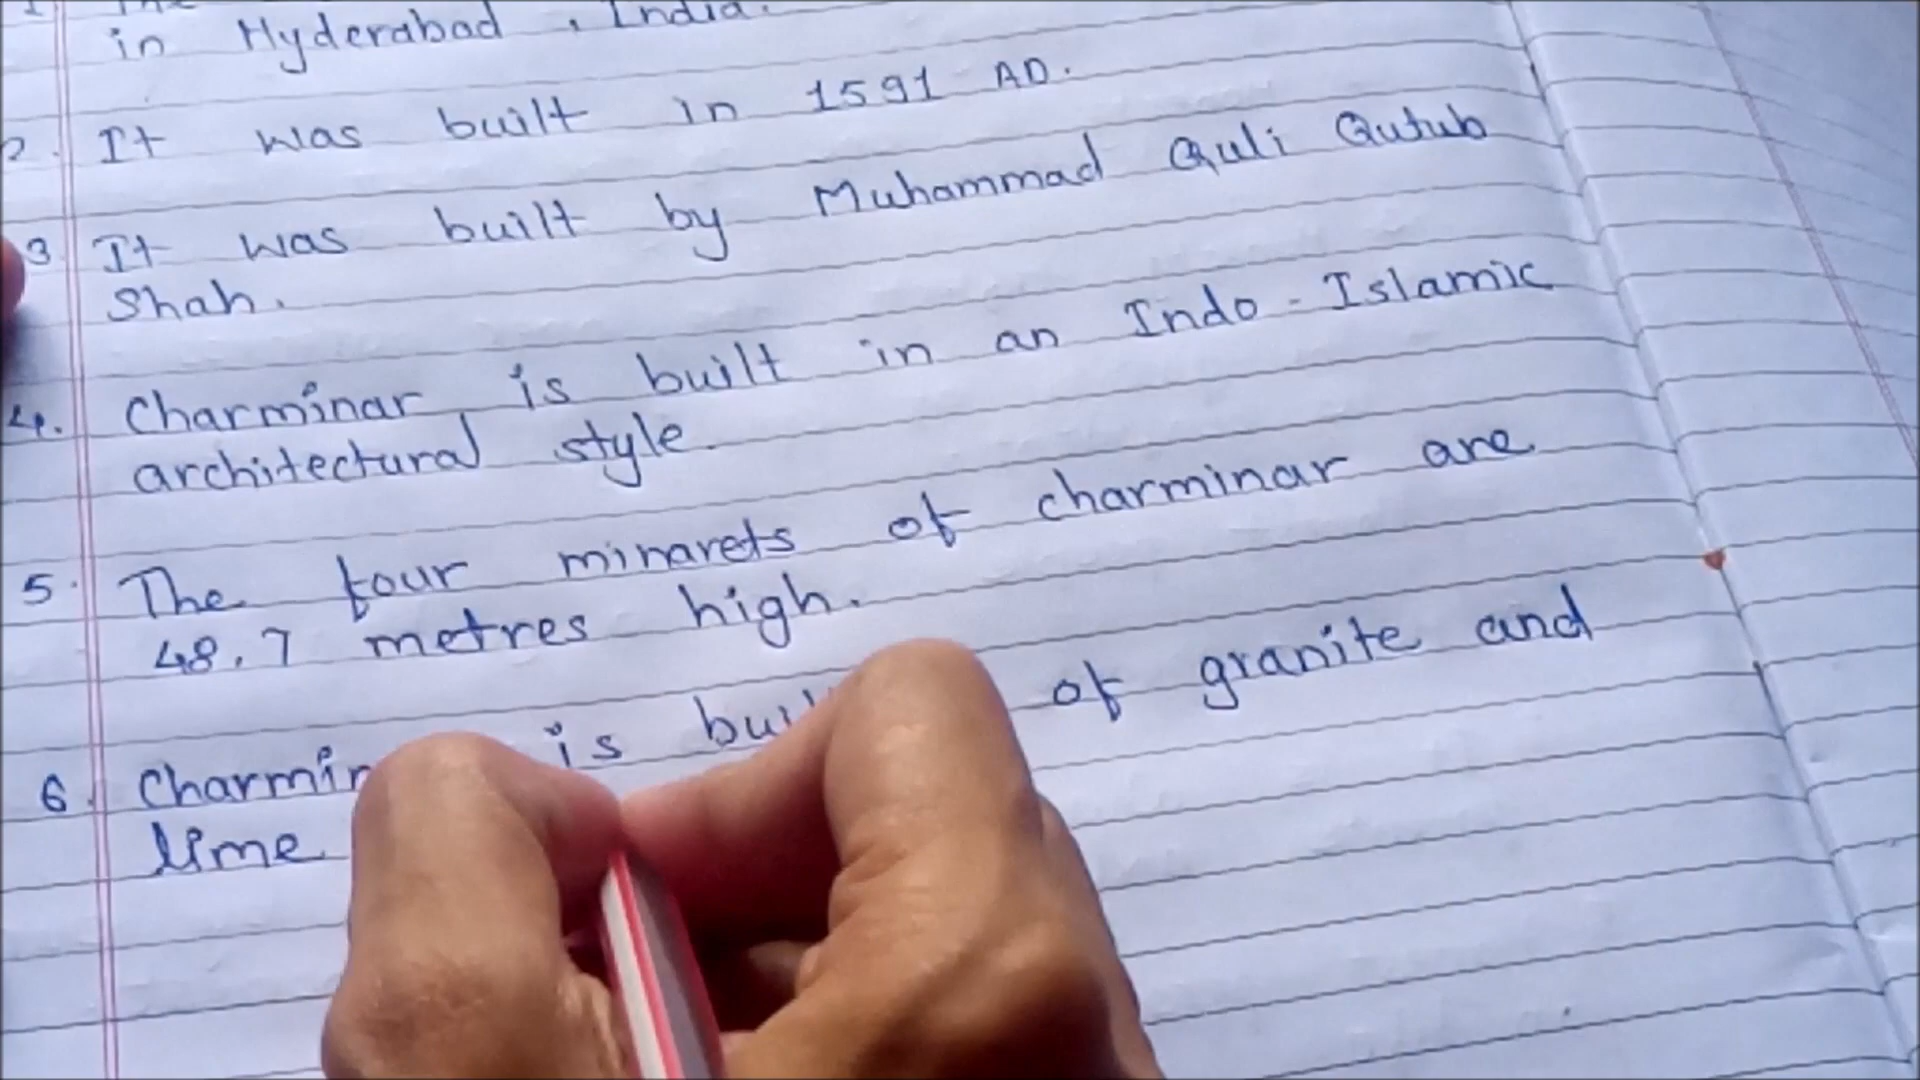 in Hyderabad, India.
2. It was built in 1591 AD.
3. It was built by Muhammad Quli Qutub
Shah.
4. Charminar is built in an Indo-Islamic
architectural style.
5. The four minarets of charminar are
48.7 metres high.
6. is of granite and
lime